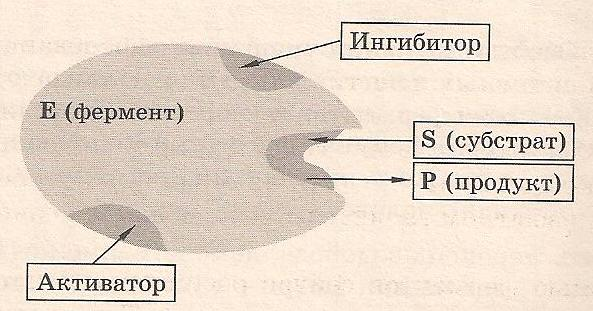 Ингибитор
E (фермент)
S (субстрат)
P (продукт)
Активатор